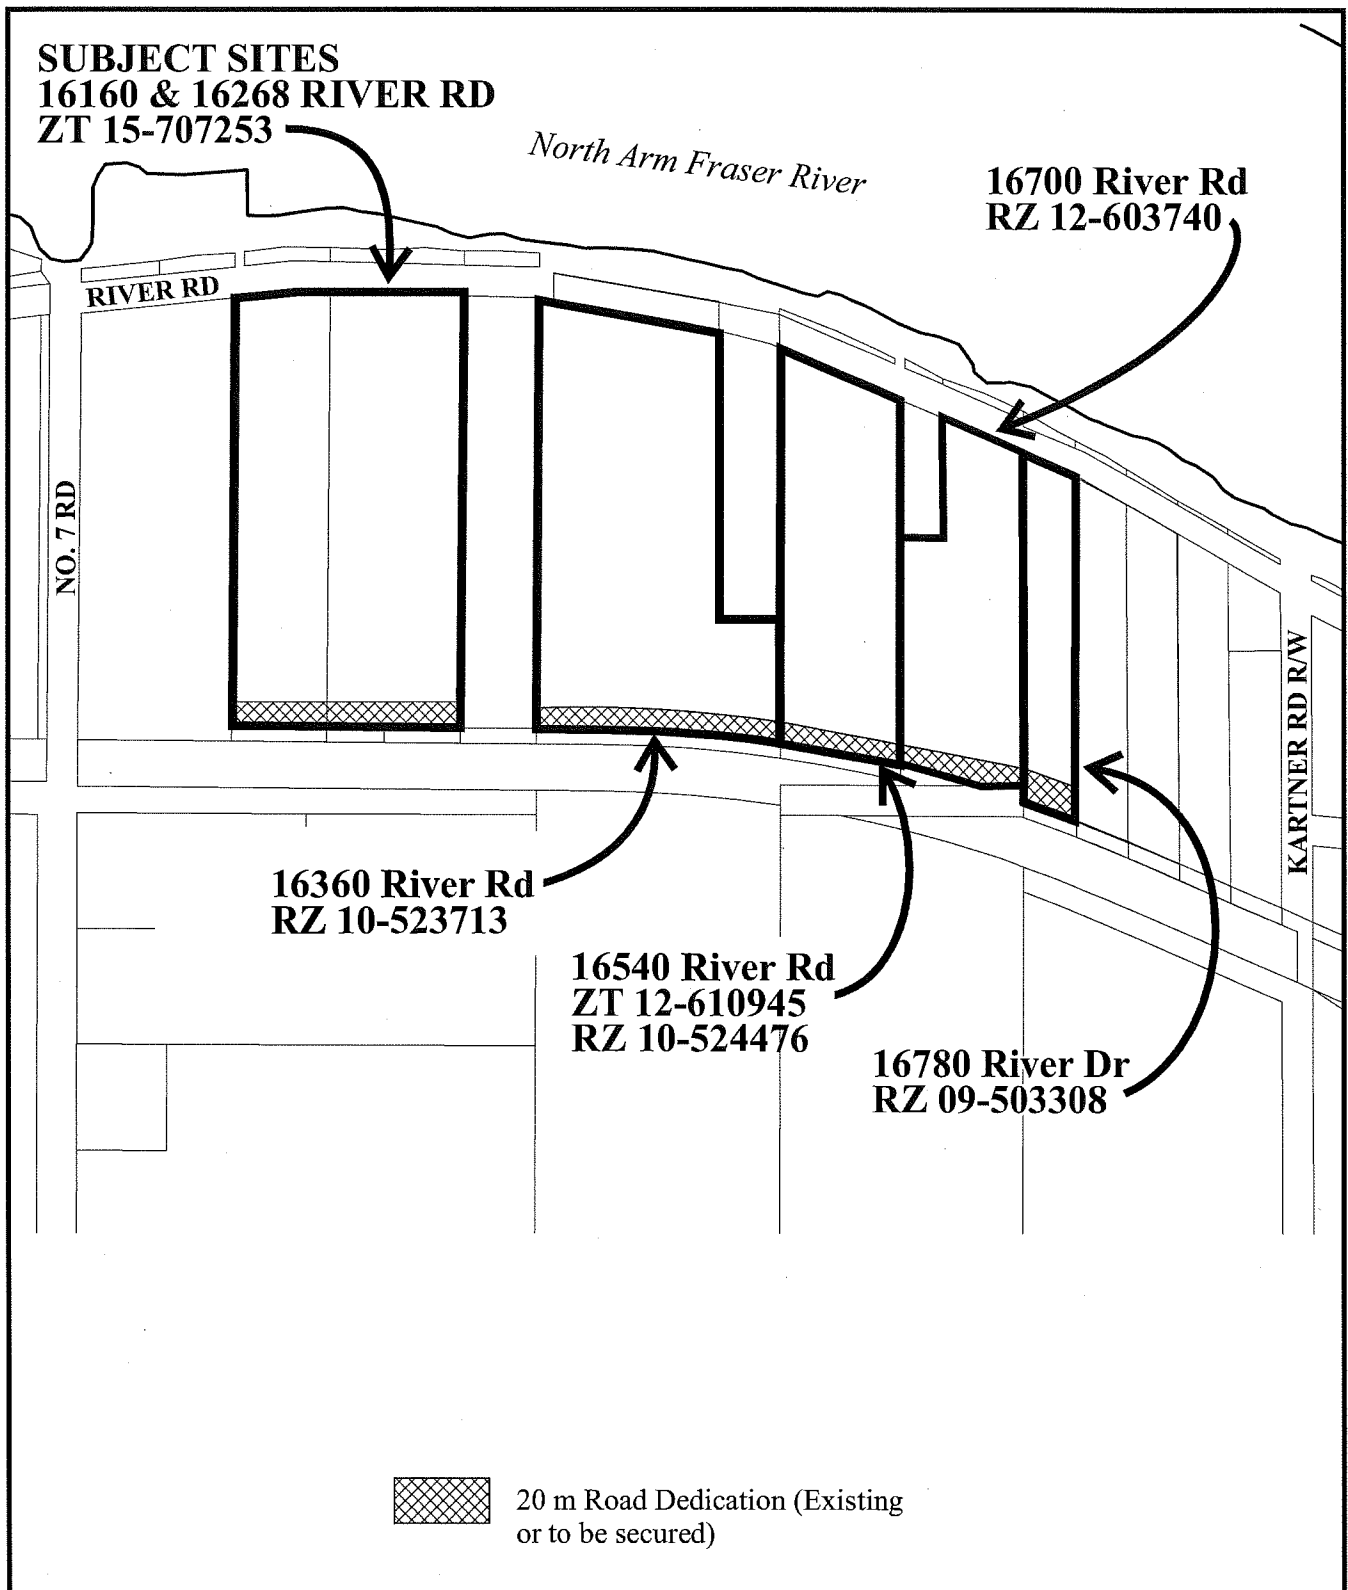 SUBJECT SITES
16160 & 16268 RIVER RD
ZT 15-707253
North Arm Fraser River
16700 River Rd
RZ 12-603740
RIVER RD
NO. 7 RD
KARTNER RD R/W
16360 River Rd
RZ 10-523713
16540 River Rd
ZT 12-610945
RZ 10-524476
16780 River Dr
RZ 09-503308
20 m Road Dedication (Existing
or to be secured)